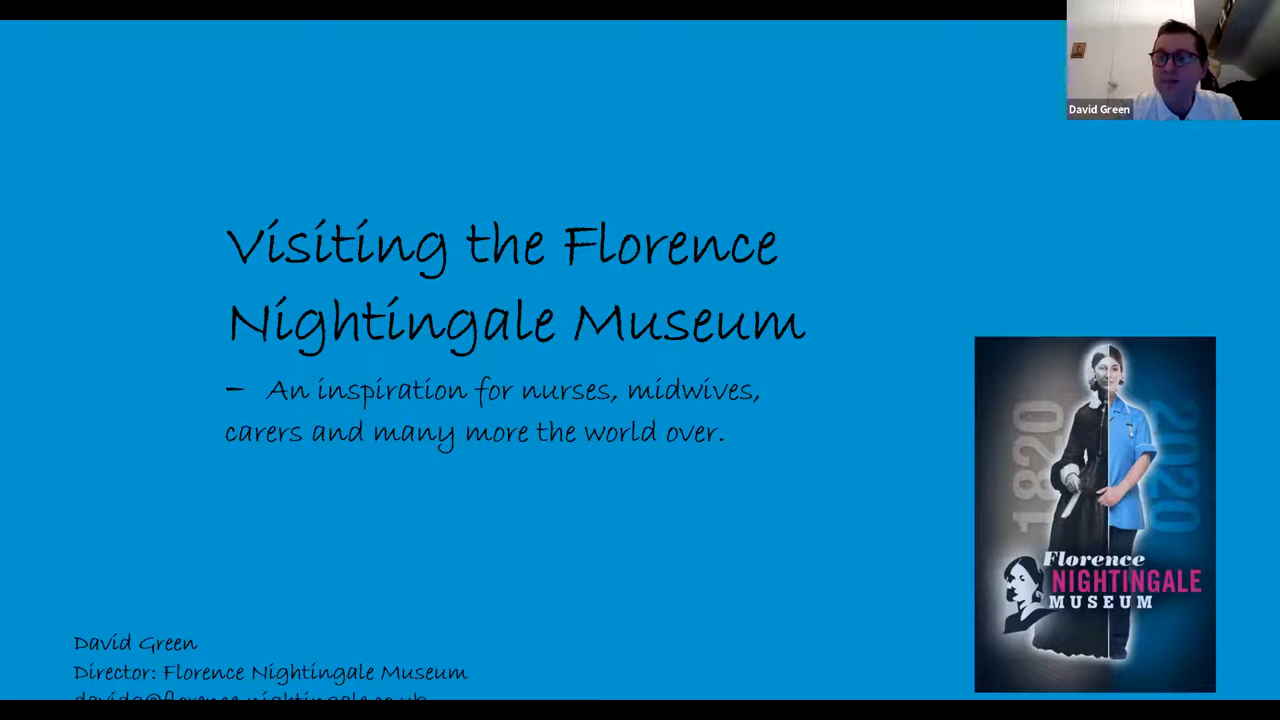 David Green
Visiting the Florence
Nightingale Museum
– An inspiration for nurses, midwives,
carers and many more the world over.
1820
2020
Florence
NIGHTINGALE
MUSEUM
David Green
Director: Florence Nightingale Museum